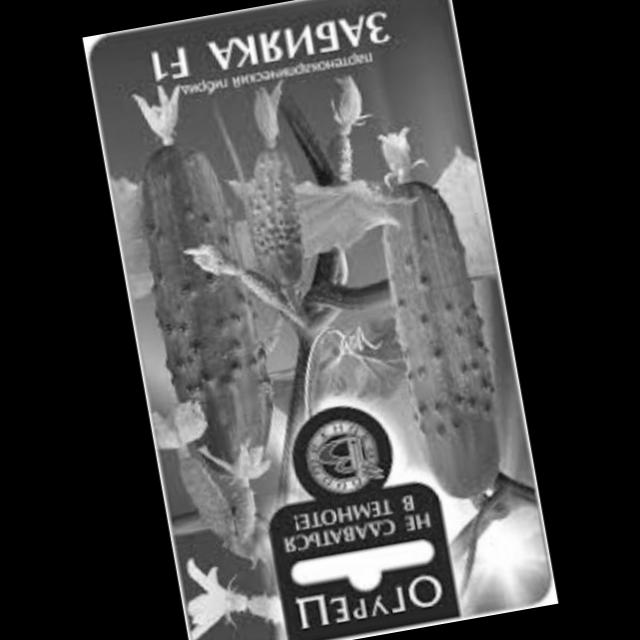 ОГУРЕЦ
НЕ СДАВАТЬСЯ
В ТЕМНОТЕ!
партенокарпический гибрид
ЗАБИЯКА F1